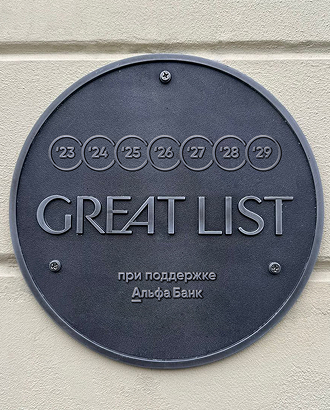 '23 '24 '25 '26 '27 '28 '29
GREAT LIST
при поддержке
Альфа Банк